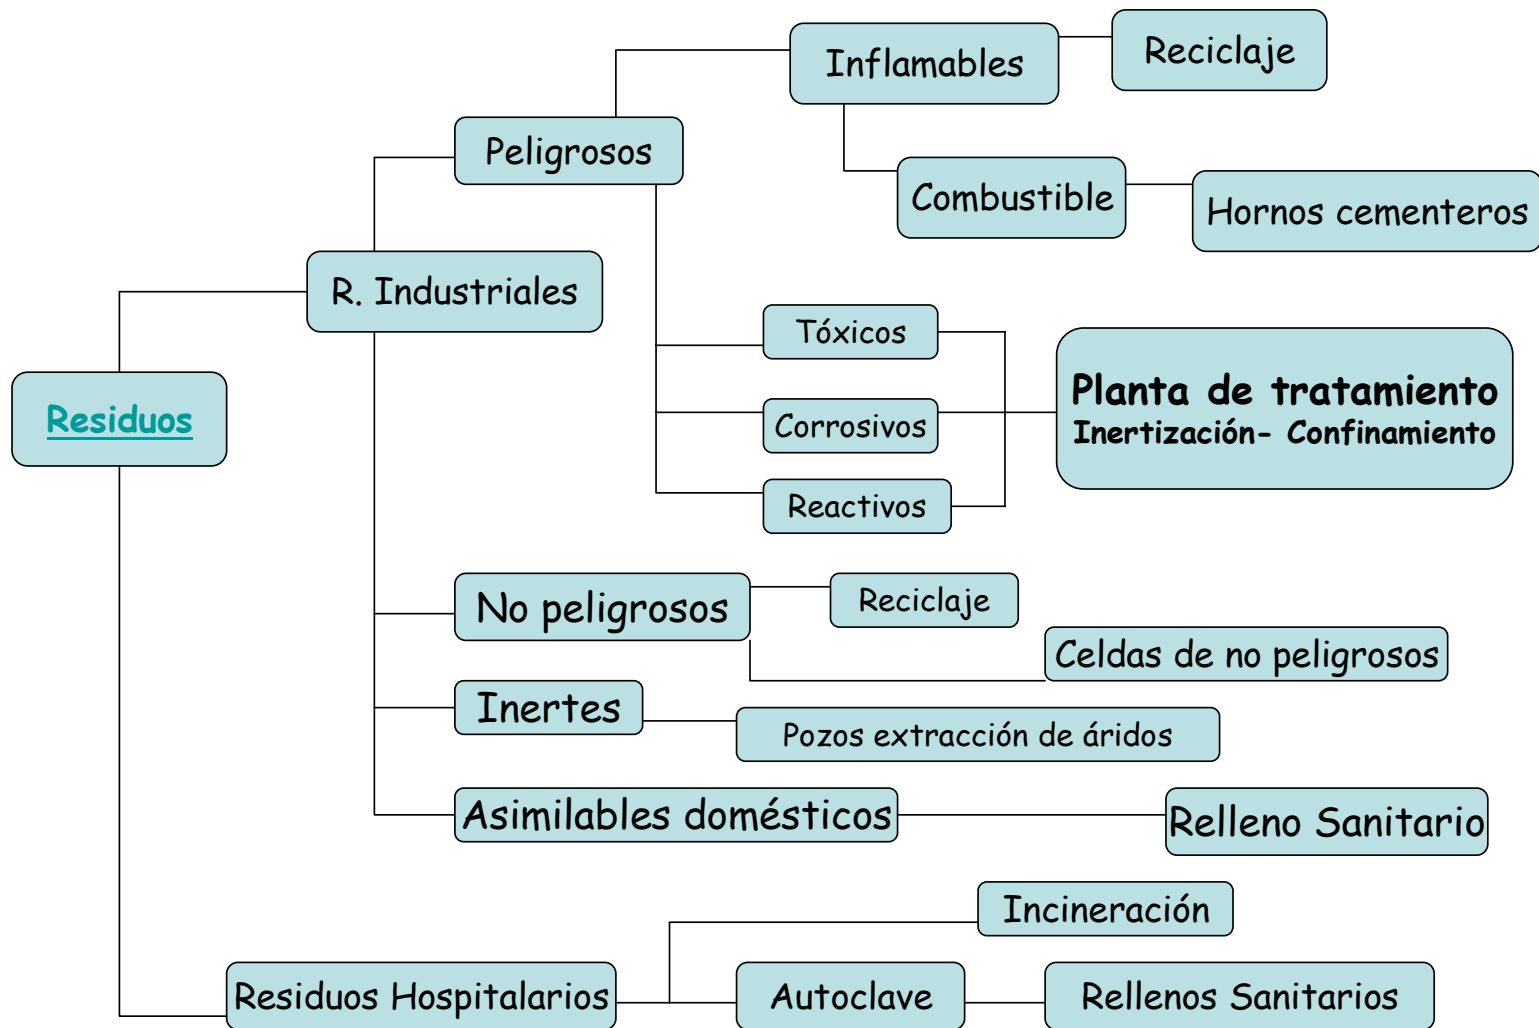 Inflamables
Reciclaje
Peligrosos
Combustible
Hornos cementeros
R. Industriales
Tóxicos
Residuos
Planta de tratamiento
Inertización- Confinamiento
Corrosivos
Reactivos
No peligrosos
Reciclaje
Celdas de no peligrosos
Inertes
Pozos extracción de áridos
Asimilables domésticos
Relleno Sanitario
Incineración
Residuos Hospitalarios
Autoclave
Rellenos Sanitarios